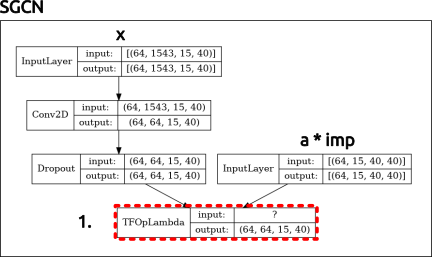 SGCN
x
InputLayer
input: [(64, 1543, 15, 40)]
output: [(64, 1543, 15, 40)]
Conv2D
input: (64, 1543, 15, 40)
output: (64, 64, 15, 40)
a * imp
Dropout
input: (64, 64, 15, 40)
output: (64, 64, 15, 40)
InputLayer
input: [(64, 15, 40, 40)]
output: [(64, 15, 40, 40)]
1.
TFOpLambda
input: ?
output: (64, 64, 15, 40)